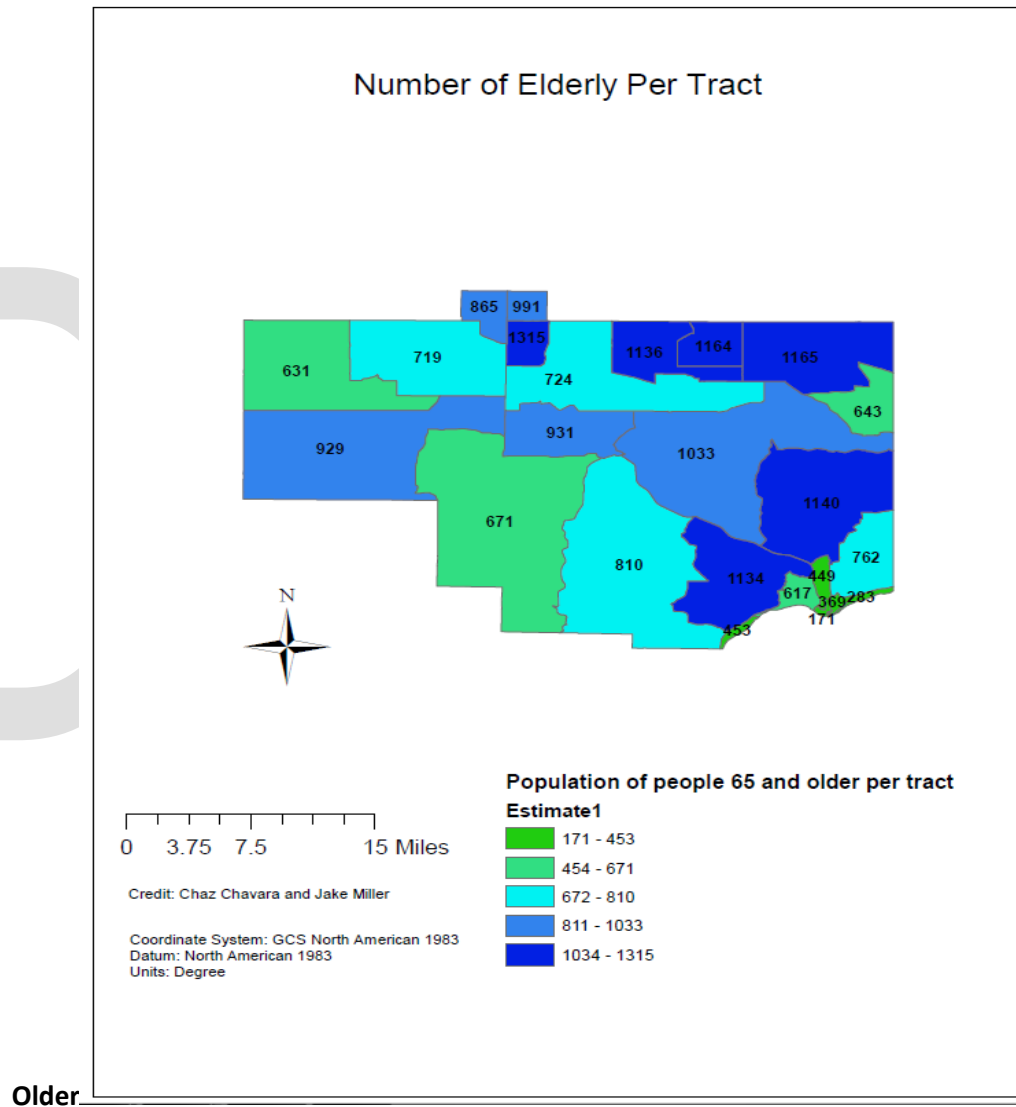 Number of Elderly Per Tract
865 991
1315
1136 1164 1165
719
631
724
643
931
929
1033
1140
671
762
810
1134 449
617 369 283
171
453
N
Population of people 65 and older per tract
Estimate1
171 - 453
454 - 671
672 - 810
811 - 1033
1034 - 1315
0 3.75 7.5 15 Miles
Credit: Chaz Chavara and Jake Miller
Coordinate System: GCS North American 1983
Datum: North American 1983
Units: Degree
Older